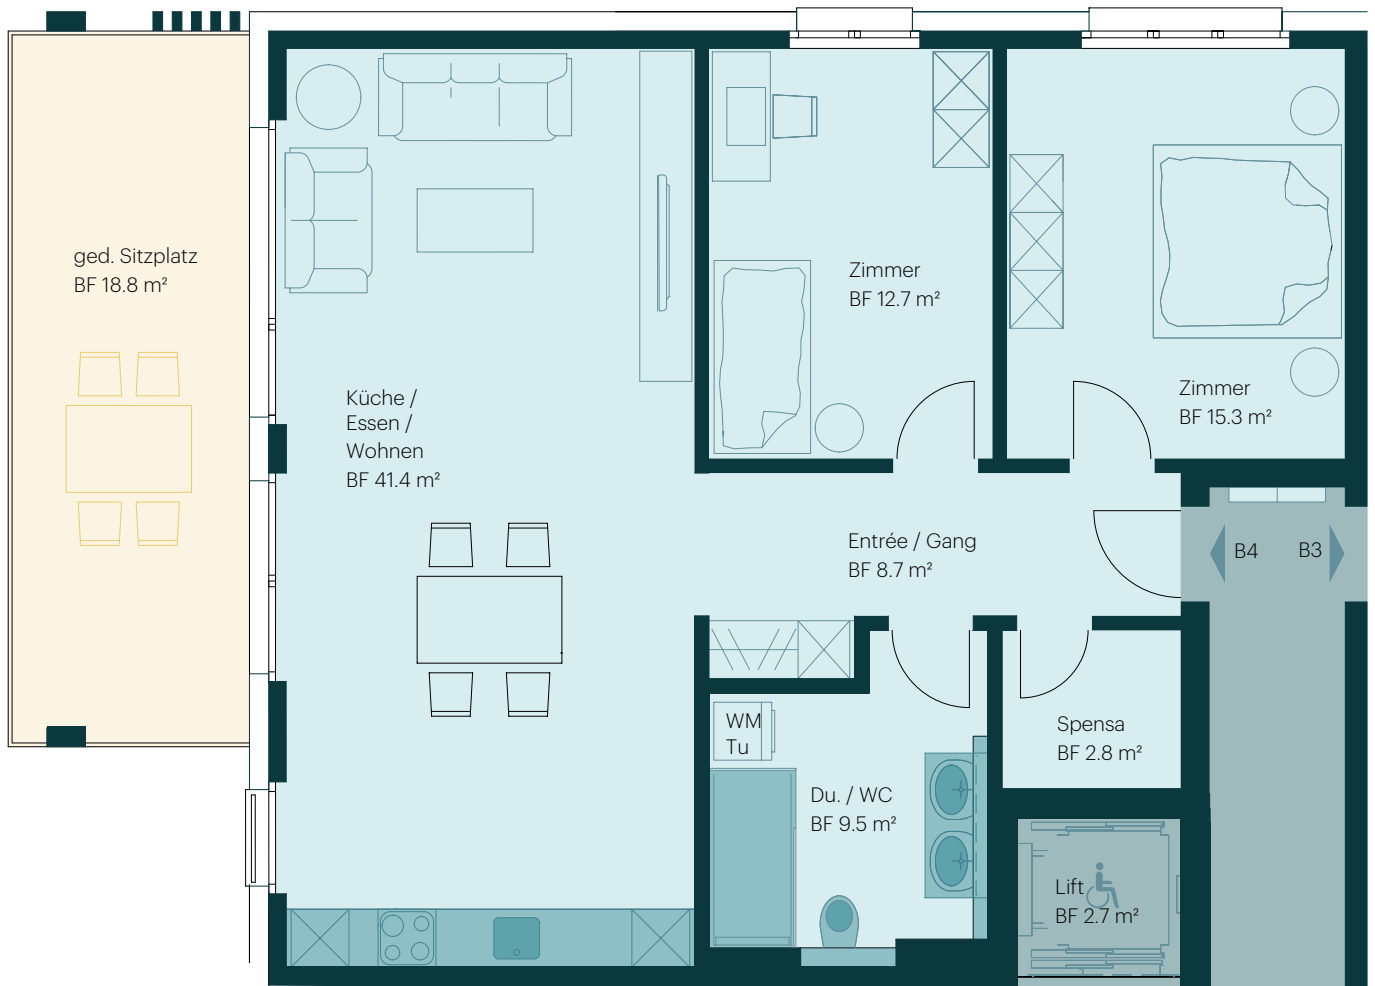 ged. Sitzplatz
BF 18.8 m²
Küche /
Essen /
Wohnen
BF 41.4 m²
Zimmer
BF 12.7 m²
Zimmer
BF 15.3 m²
Entrée / Gang
BF 8.7 m²
B4
B3
WM
Tu
Du. / WC
BF 9.5 m²
Spensa
BF 2.8 m²
Lift
BF 2.7 m²